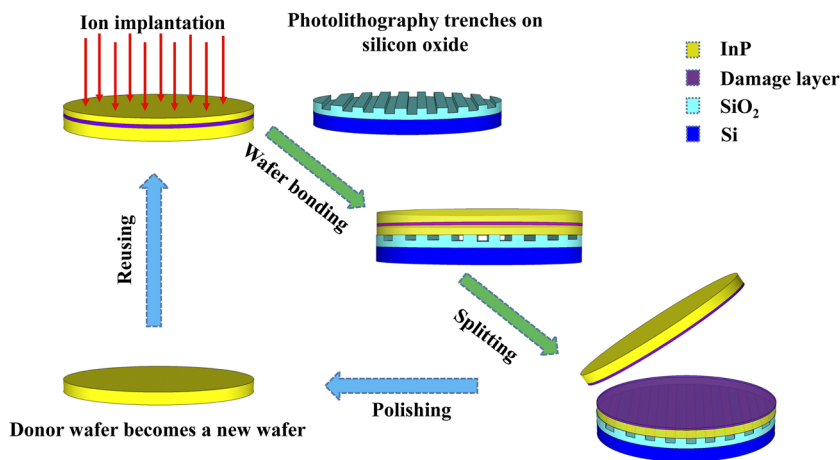 Ion implantation
Photolithography trenches on
silicon oxide
InP
Damage layer
SiO₂
Si
Wafer bonding
Reusing
Splitting
Polishing
Donor wafer becomes a new wafer